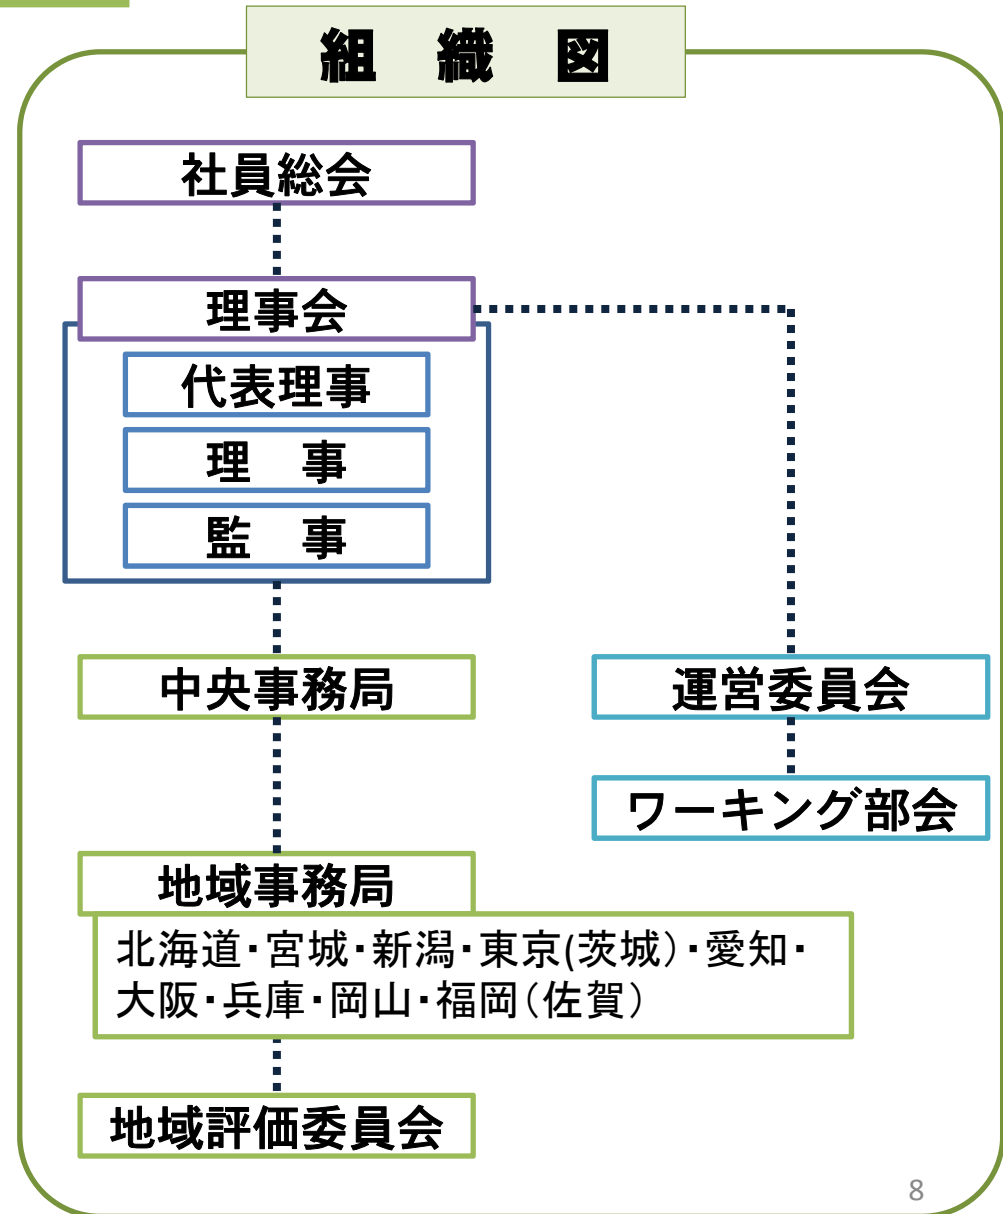 組 織 図
社員総会
理事会
代表理事
理 事
監 事
中央事務局
運営委員会
ワーキング部会
地域事務局
北海道・宮城・新潟・東京(茨城）・愛知・
大阪・兵庫・岡山・福岡（佐賀）
地域評価委員会
8